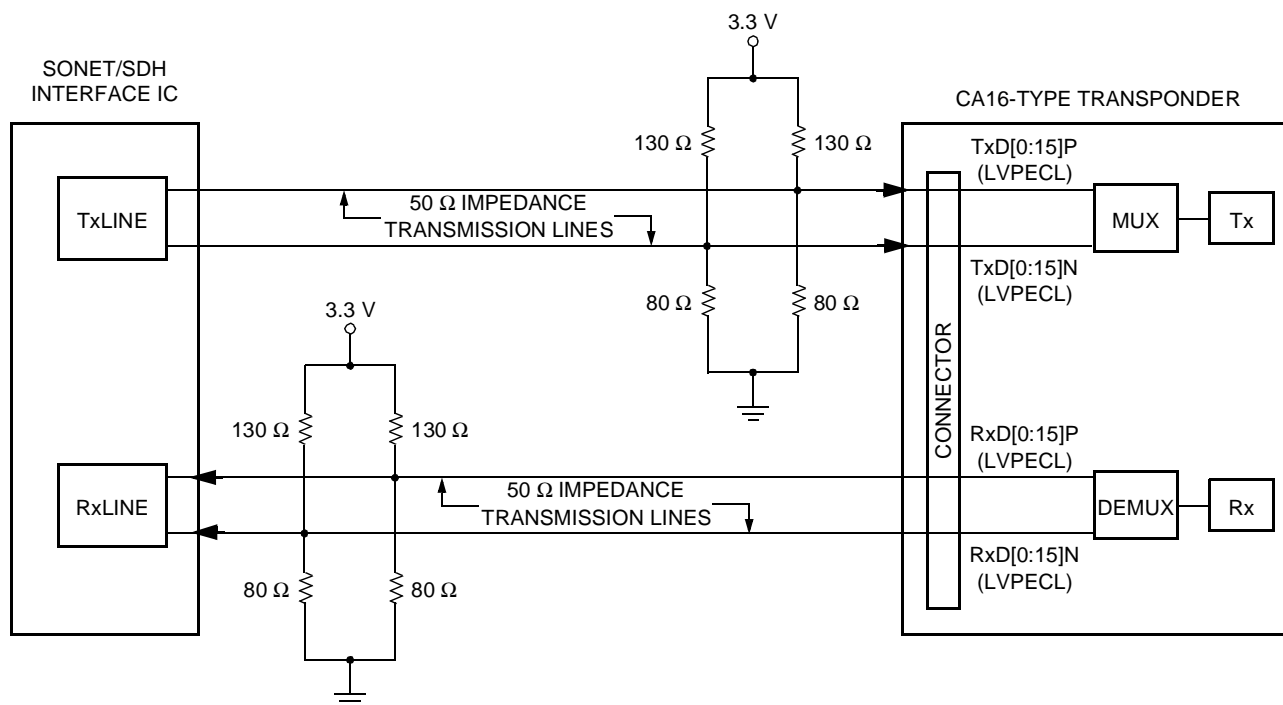 3.3 V
SONET/SDH
INTERFACE IC
CA16-TYPE TRANSPONDER
130 Ω
130 Ω
TxD[0:15]P
(LVPECL)
TxLINE
50 Ω IMPEDANCE
TRANSMISSION LINES
MUX
Tx
TxD[0:15]N
(LVPECL)
80 Ω
80 Ω
3.3 V
CONNECTOR
130 Ω
130 Ω
RxD[0:15]P
(LVPECL)
RxLINE
50 Ω IMPEDANCE
TRANSMISSION LINES
DEMUX
Rx
RxD[0:15]N
(LVPECL)
80 Ω
80 Ω